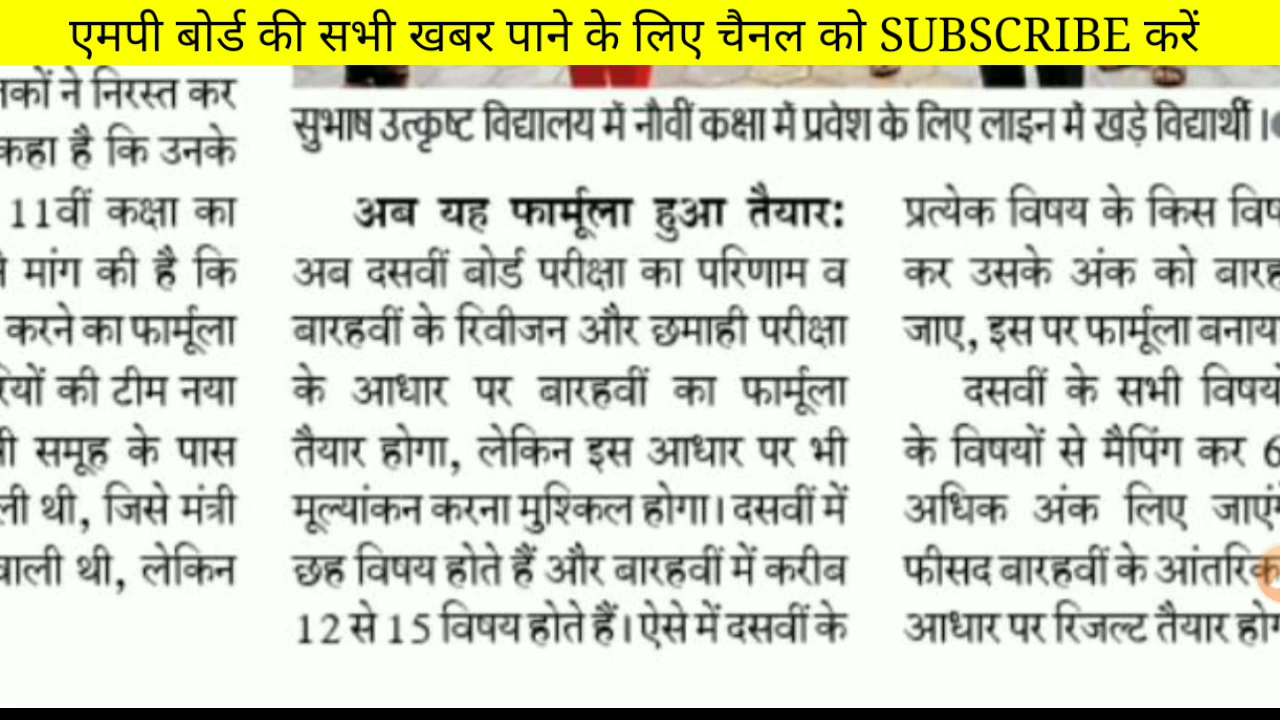 एमपी बोर्ड की सभी खबर पाने के लिए चैनल को SUBSCRIBE करें
ने निरस्त कर
कहा है कि उनके
11वीं कक्षा का
मांग की है कि
करने का फार्मूला
की टीम नया
समूह के पास
थी, जिसे मंत्री
थी, लेकिन
सुभाष उत्कृष्ट विद्यालय में नौवीं कक्षा में प्रवेश के लिए लाइन में खड़े विद्यार्थी।
अब यह फार्मूला हुआ तैयार:
अब दसवीं बोर्ड परीक्षा का परिणाम व
बारहवीं के रिवीजन और छमाही परीक्षा
के आधार पर बारहवीं का फार्मूला
तैयार होगा, लेकिन इस आधार पर भी
मूल्यांकन करना मुश्किल होगा। दसवीं में
छह विषय होते हैं और बारहवीं में करीब
12 से 15 विषय होते हैं। ऐसे में दसवीं के
प्रत्येक विषय के किस
कर उसके अंक को
जाए, इस पर फार्मूला
दसवीं के सभी
के विषयों से मैपिंग कर
अधिक अंक लिए
फीसद बारहवीं के
आधार पर रिजल्ट तैयार